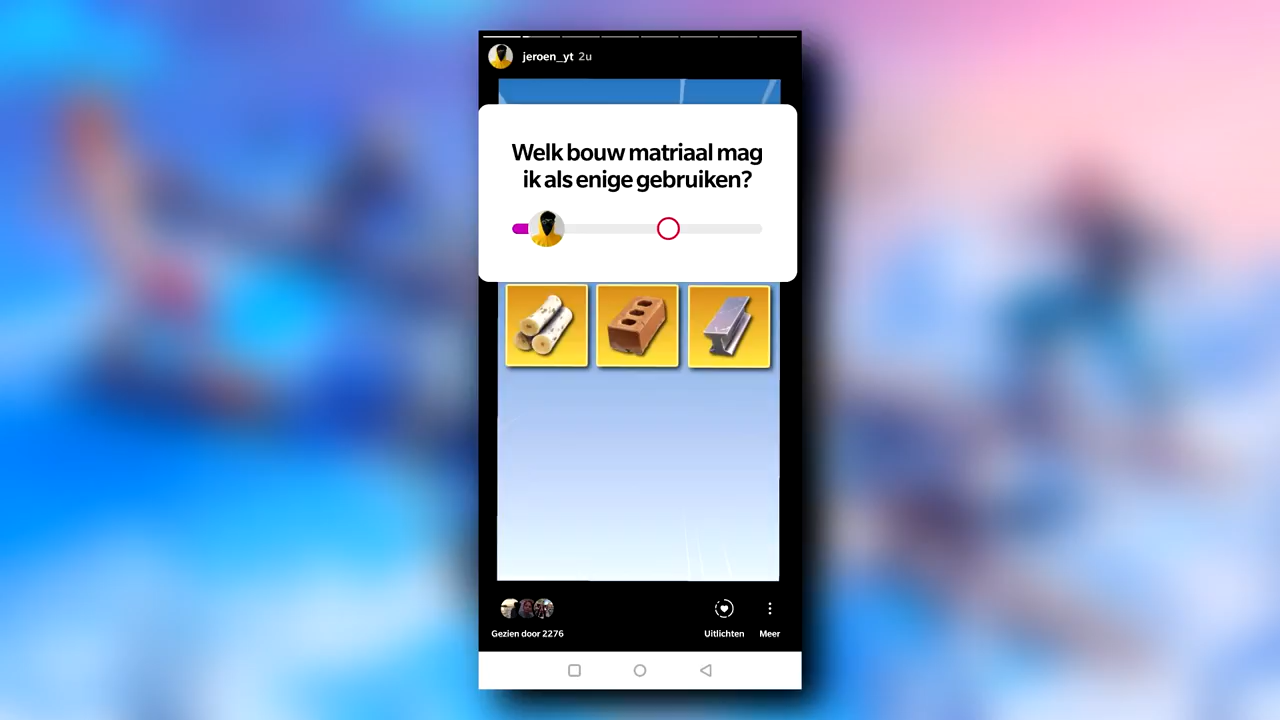 jeroen_yt 2u
Welk bouw matriaal mag
ik als enige gebruiken?
Gezien door 2276
Uitlichten
Meer